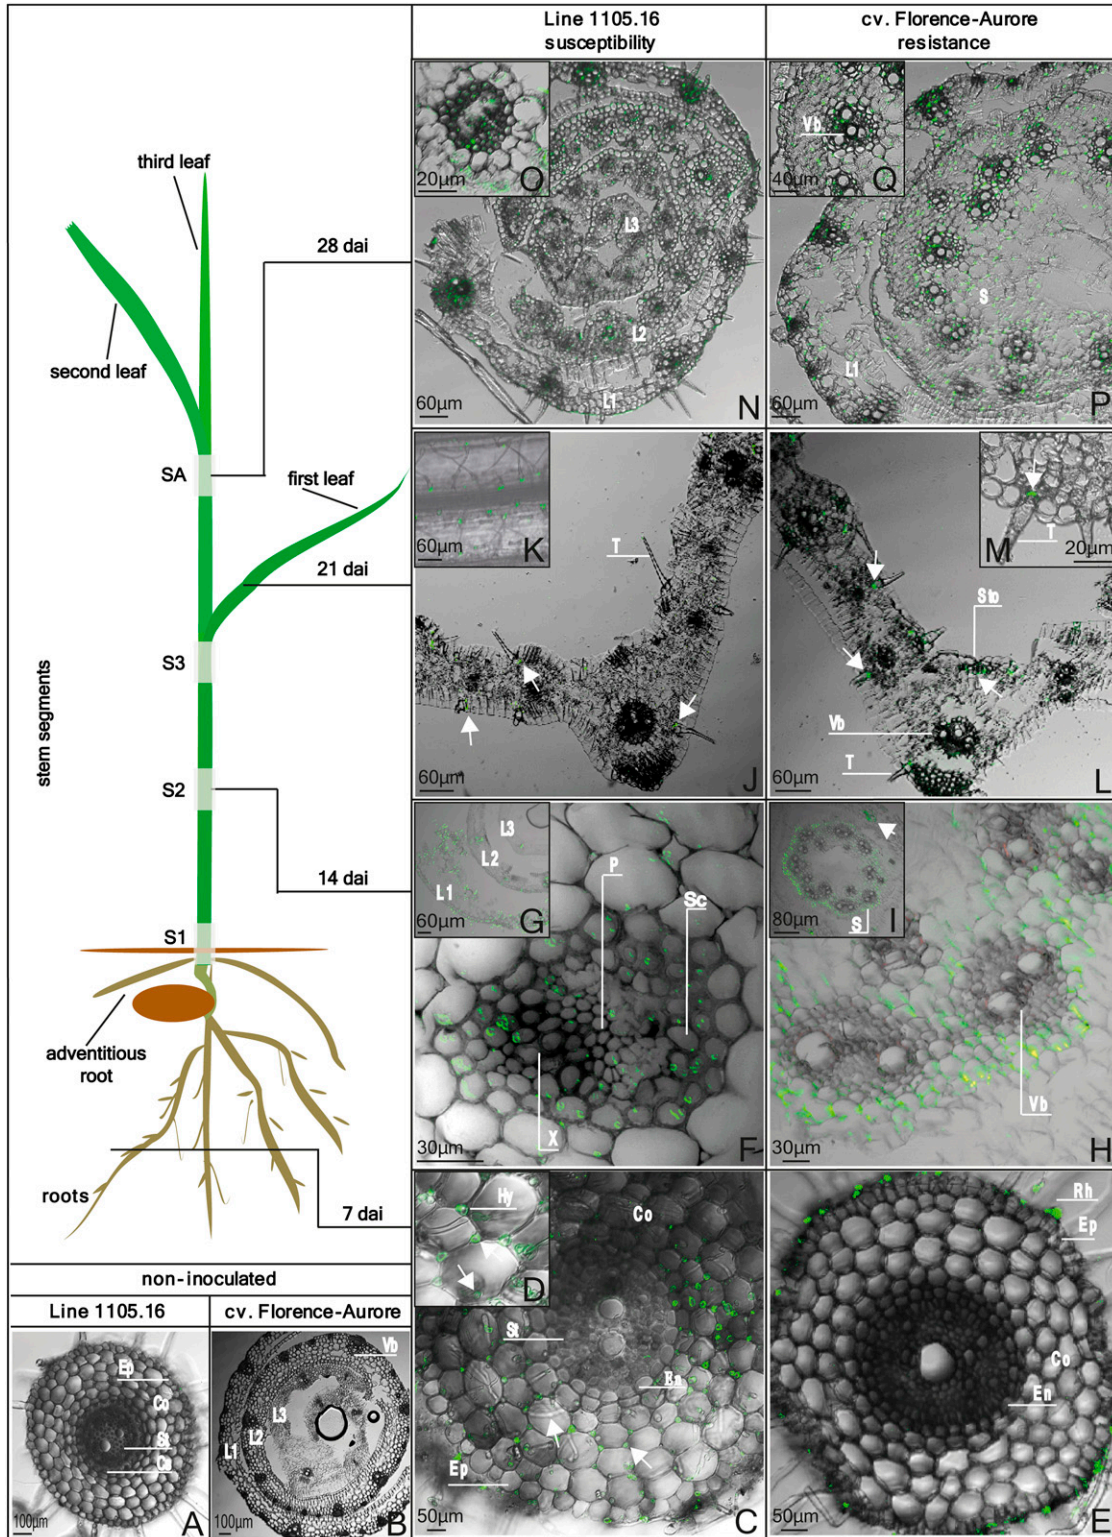 Line 1105.16
susceptibility
cv. Florence-Aurore
resistance
third leaf
28 dai
second leaf
SA
first leaf
21 dai
S3
stem segments
S2
14 dai
S1
adventitious
root
roots
7 dai
non-inoculated
Line 1105.16
cv. Florence-Aurore
O
20µm
L3
L2
L1
60µm
N
Vb
Q
40µm
S
L1
60µm
P
K
60µm
T
60µm
J
M
T
20µm
Sto
Vb
T
60µm
L
G
L3
L2
L1
60µm
P
Sc
X
30µm
F
I
80µm
S
Vb
30µm
H
Hy
D
Co
St
Ep
50µm
C
Rh
Ep
Co
En
50µm
E
Ep
Co
St
100µm
A
Vb
L3
L1
L2
100µm
B